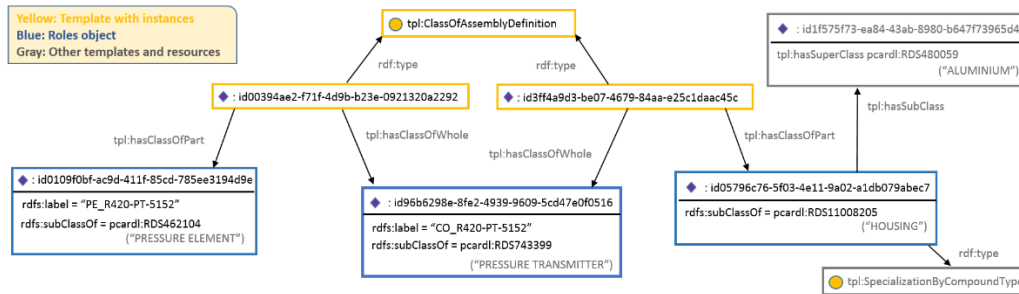 Yellow: Template with instances
Blue: Roles object
Gray: Other templates and resources
tpl:ClassOfAssemblyDefinition
: id1f575f73-ea84-43ab-8980-b647f73965d4
tpl:hasSuperClass pcardl:RDS480059
("ALUMINIUM")
rdf:type
rdf:type
: id00394ae2-f71f-4d9b-b23e-0921320a2292
: id3ff4a9d3-be07-4679-84aa-e25c1daac45c
tpl:hasSubClass
tpl:hasClassOfPart
tpl:hasClassOfWhole
tpl:hasClassOfWhole
tpl:hasClassOfPart
: id0109f0bf-ac9d-411f-85cd-785ee3194d9e
rdfs:label = "PE_R420-PT-5152"
rdfs:subClassOf = pcardl:RDS462104
("PRESSURE ELEMENT")
: id96b6298e-8fe2-4939-9609-5cd47e0f0516
rdfs:label = "CO_R420-PT-5152"
rdfs:subClassOf = pcardl:RDS743399
("PRESSURE TRANSMITTER")
: id05796c76-5f03-4e11-9a02-a1db079abec7
rdfs:subClassOf = pcardl:RDS11008205
("HOUSING")
rdf:type
tpl:SpecializationByCompoundType